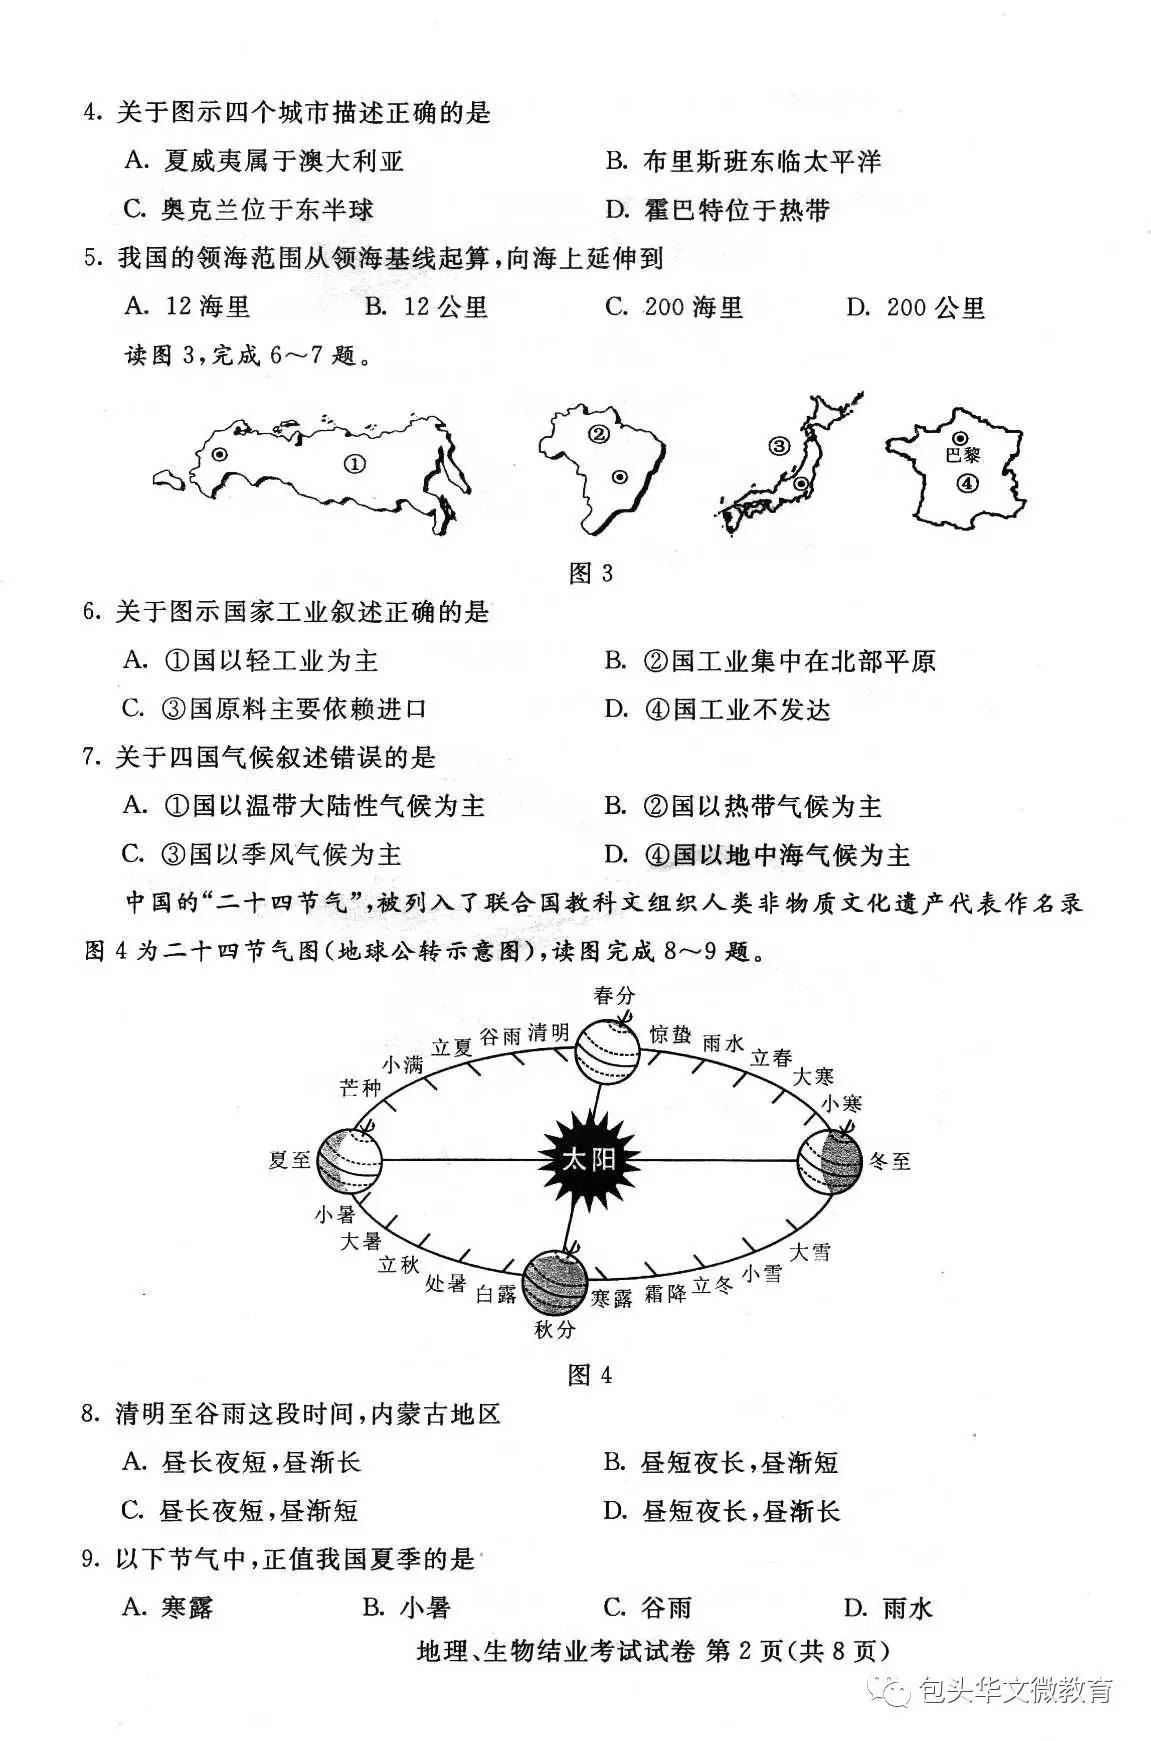 4. 关于图示四个城市描述正确的是
A. 夏威夷属于澳大利亚 B. 布里斯班东临太平洋
C. 奥克兰位于东半球 D. 霍巴特位于热带
5. 我国的领海范围从领海基线起算,向海上延伸到
A. 12 海里 B. 12 公里 C. 200 海里 D. 200 公里
读图 3,完成 6～7 题。
① ② ③ ④ 巴黎 ④
图 3
6. 关于图示国家工业叙述正确的是
A. ①国以轻工业为主 B. ②国工业集中在北部平原
C. ③国原料主要依赖进口 D. ④国工业不发达
7. 关于四国气候叙述错误的是
A. ①国以温带大陆性气候为主 B. ②国以热带气候为主
C. ③国以季风气候为主 D. ④国以地中海气候为主
中国的“二十四节气”,被列入了联合国教科文组织人类非物质文化遗产代表作名录
图 4 为二十四节气图(地球公转示意图),读图完成 8～9 题。
春分
清明 惊蛰
谷雨 雨水
立夏 立春
小满 大寒
芒种 小寒
夏至 太阳 冬至
小暑
大暑 大雪
立秋 小雪
处暑 立冬
白露 寒露 霜降
秋分
图 4
8. 清明至谷雨这段时间,内蒙古地区
A. 昼长夜短,昼渐长 B. 昼短夜长,昼渐短
C. 昼长夜短,昼渐短 D. 昼短夜长,昼渐长
9. 以下节气中,正值我国夏季的是
A. 寒露 B. 小暑 C. 谷雨 D. 雨水
地理、生物结业考试试卷 第 2 页(共 8 页)
包头华文微教育